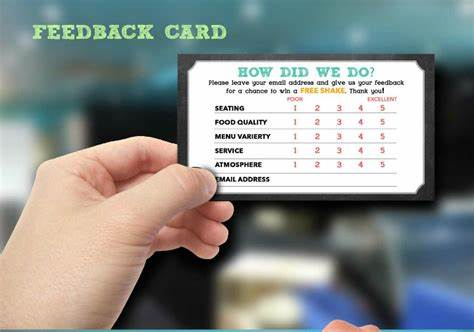 FEEDBACK CARD
HOW DID WE DO?
Please leave your email address and give us your feedback
for a chance to win a FREE SHAKE. Thank you!
POOR EXCELLENT
SEATING 1 2 3 4 5
FOOD QUALITY 1 2 3 4 5
MENU VARIERTY 1 2 3 4 5
SERVICE 1 2 3 4 5
ATMOSPHERE 1 2 3 4 5
EMAIL ADDRESS